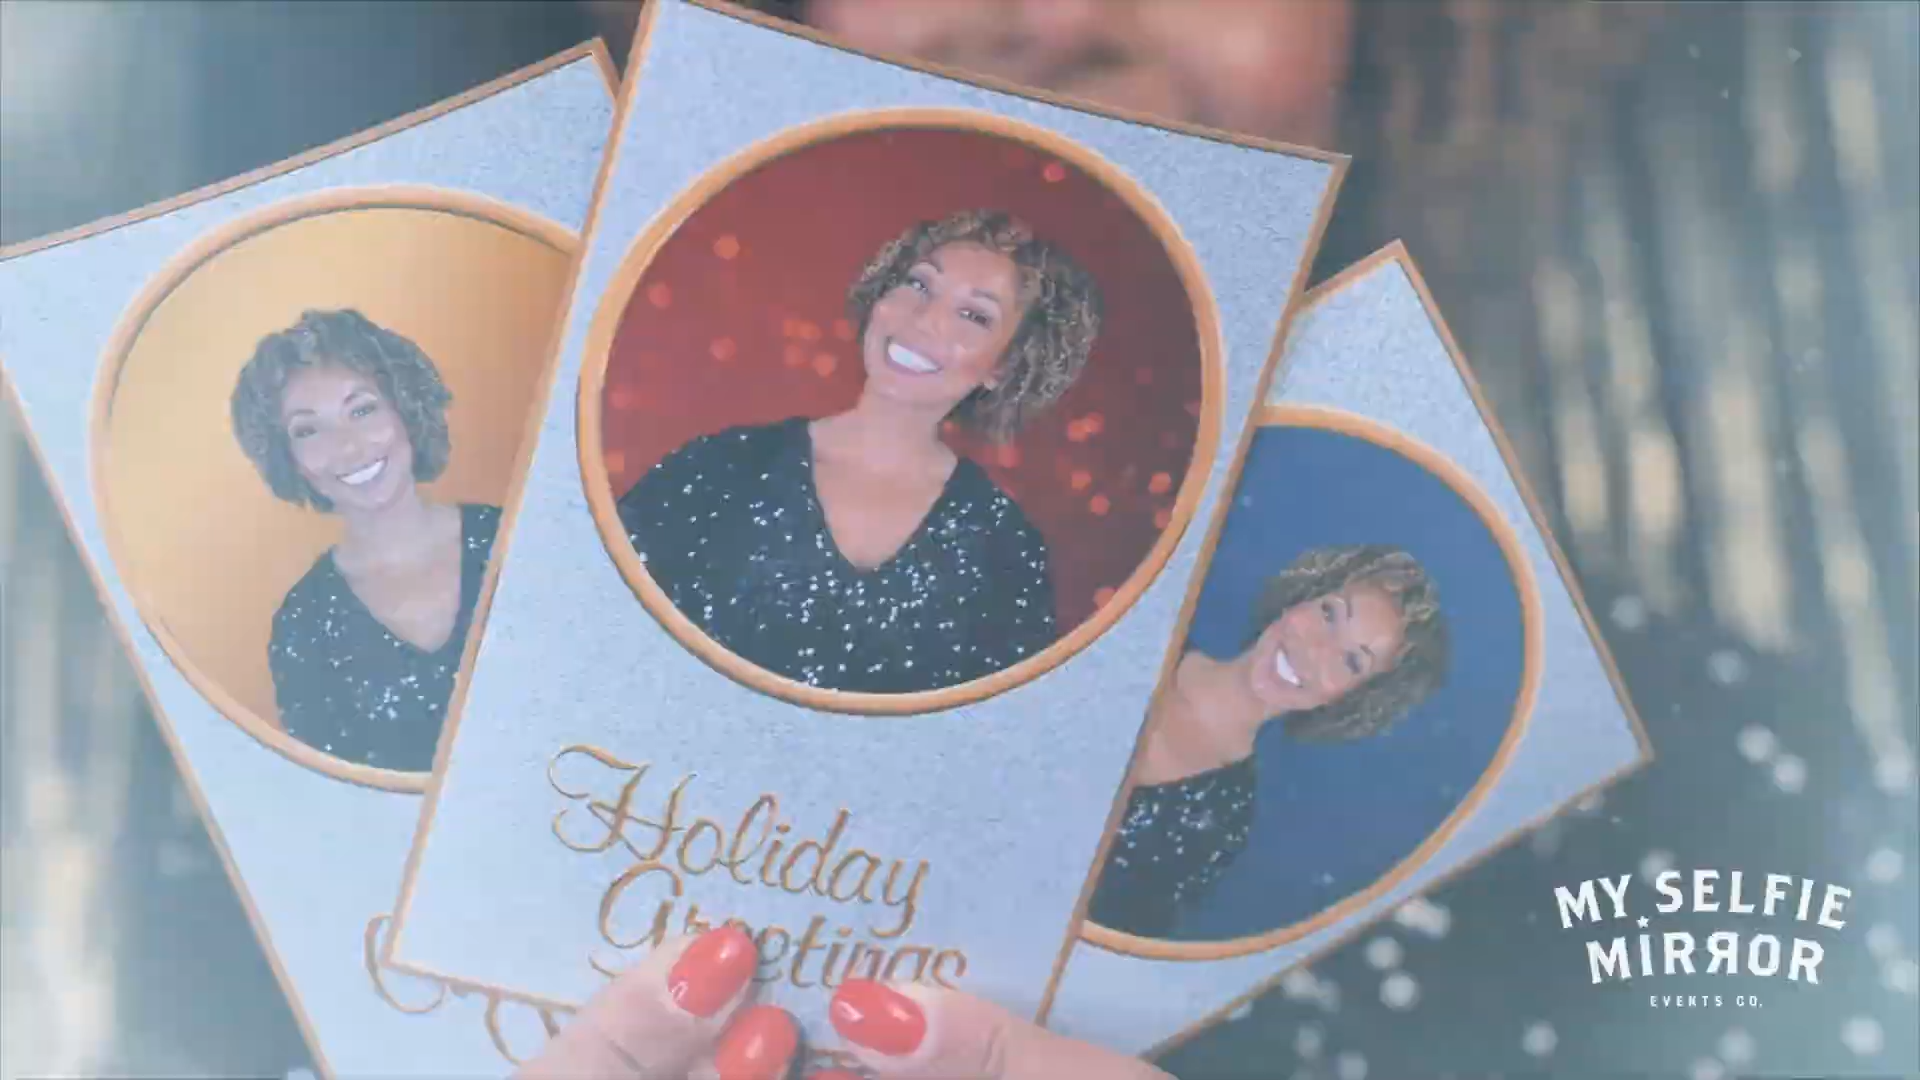 Holiday
Greetings
MY SELFIE
MIRROR
EVENTS CO.